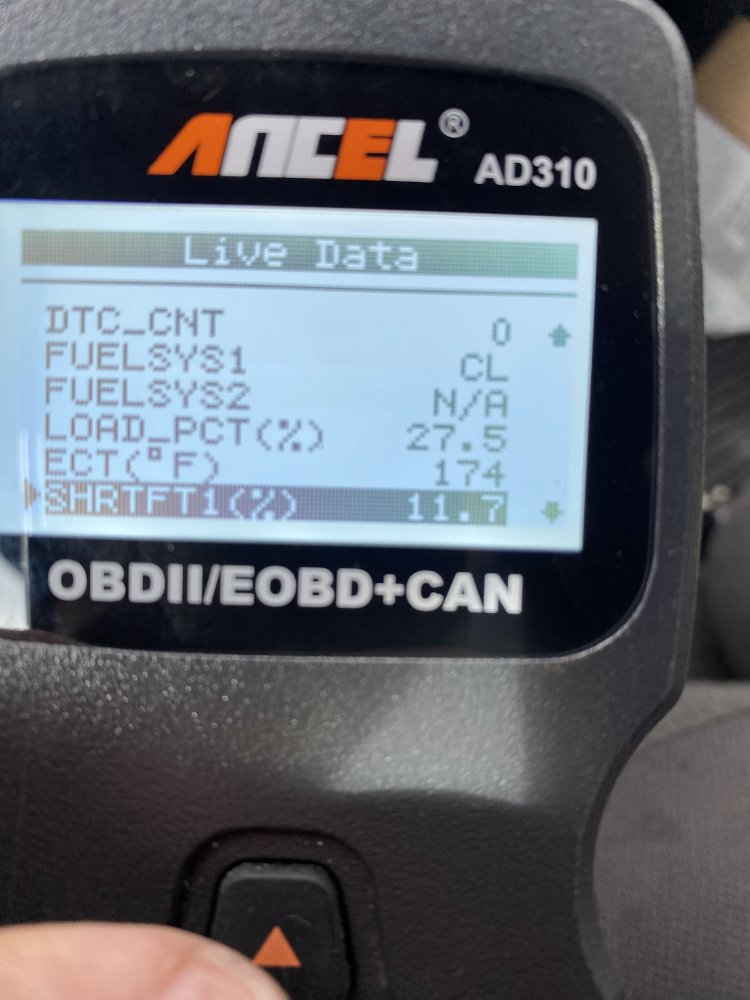 ANCEL® AD310
Live Data
DTC_CNT 0
FUELSYS1 CL
FUELSYS2 N/A
LOAD_PCT(%) 27.5
ECT(°F) 174
SHRTFT1(%) 11.7
OBDII/EOBD+CAN